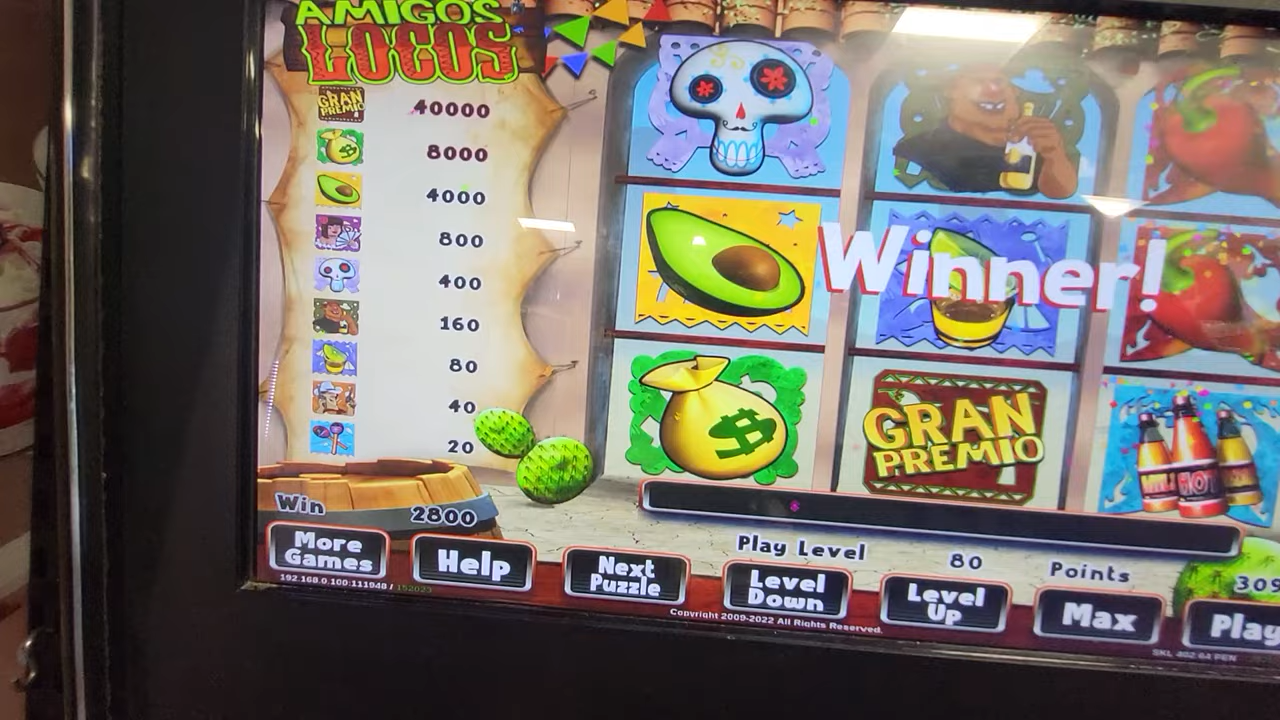 AMIGOS
LOCOS
GRAN
PREMIO
40000
8000
4000
800
400
160
80
40
20
Winner!
GRAN
PREMIO
HOT
Win
2800
Play Level
80
Points
More
Games
Help
Next
Puzzle
Level
Down
Level
Up
Max
Play
192.168.0.100:111948 / 152023
Copyright 2009-2022 All Rights Reserved.